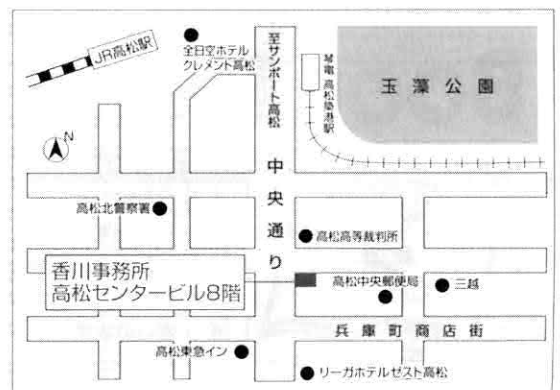 JR高松駅
全日空ホテル
クレメント高松
至サンポート高松
琴電 高松築港駅
玉藻公園
N
中央通り
高松北警察署
高松高等裁判所
香川事務所
高松センタービル8階
高松中央郵便局
三越
兵庫町商店街
高松東急イン
リーガホテルゼスト高松